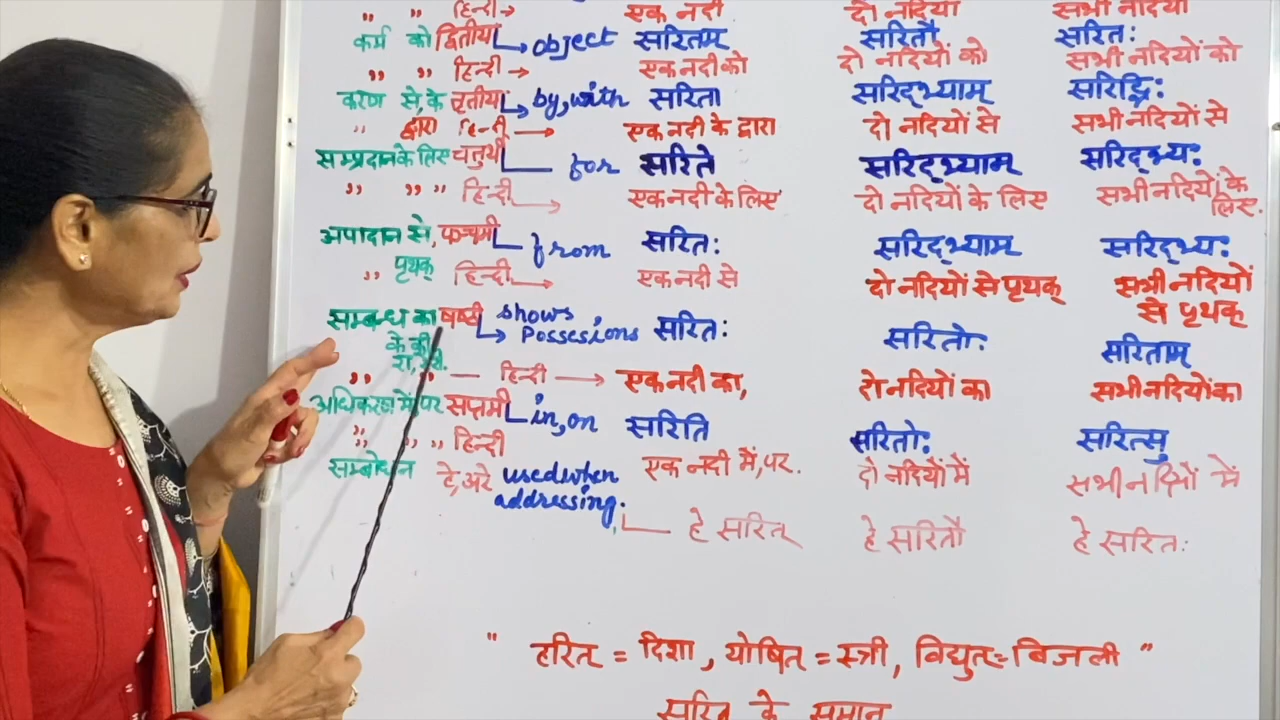 " " हिन्दी→ एक नदी दो नदियाँ सभी नदियाँ
कर्म को द्वितीया → object सरितम् सरितौ सरितः
" " हिन्दी → एक नदी को दो नदियों को सभी नदियों को
करण से, के तृतीया → by, with सरिता सरिद्भ्याम् सरिद्भिः
" द्वारा हिन्दी → एक नदी के द्वारा दो नदियों से सभी नदियों से
सम्प्रदान के लिए चतुर्थी for सरिते सरिद्भ्याम् सरिद्भ्यः
" " " हिन्दी → एक नदी के लिए दो नदियों के लिए सभी नदियों के लिए.
अपादान से, पञ्चमी from सरितः सरिद्भ्याम् सरिद्भ्यः
" पृथक् हिन्दी → एक नदी से दो नदियों से पृथक् सभी नदियों से पृथक्
सम्बन्ध का षष्ठी → shows Possesions सरितः सरितोः सरिताम्
के की
रा,
" " — हिन्दी → एक नदी का, दो नदियों का सभी नदियों का
अधिकरण में, पर सप्तमी in, on सरिति सरितोः सरित्सु
" " " हिन्दी एक नदी में, पर. दो नदियों में सभी नदियों में
सम्बोधन हे, अरे used when addressing. हे सरित् हे सरितौ हे सरितः
" हरित् = दिशा, योषित् = स्त्री, विद्युत् = बिजली "
सरित् के समान